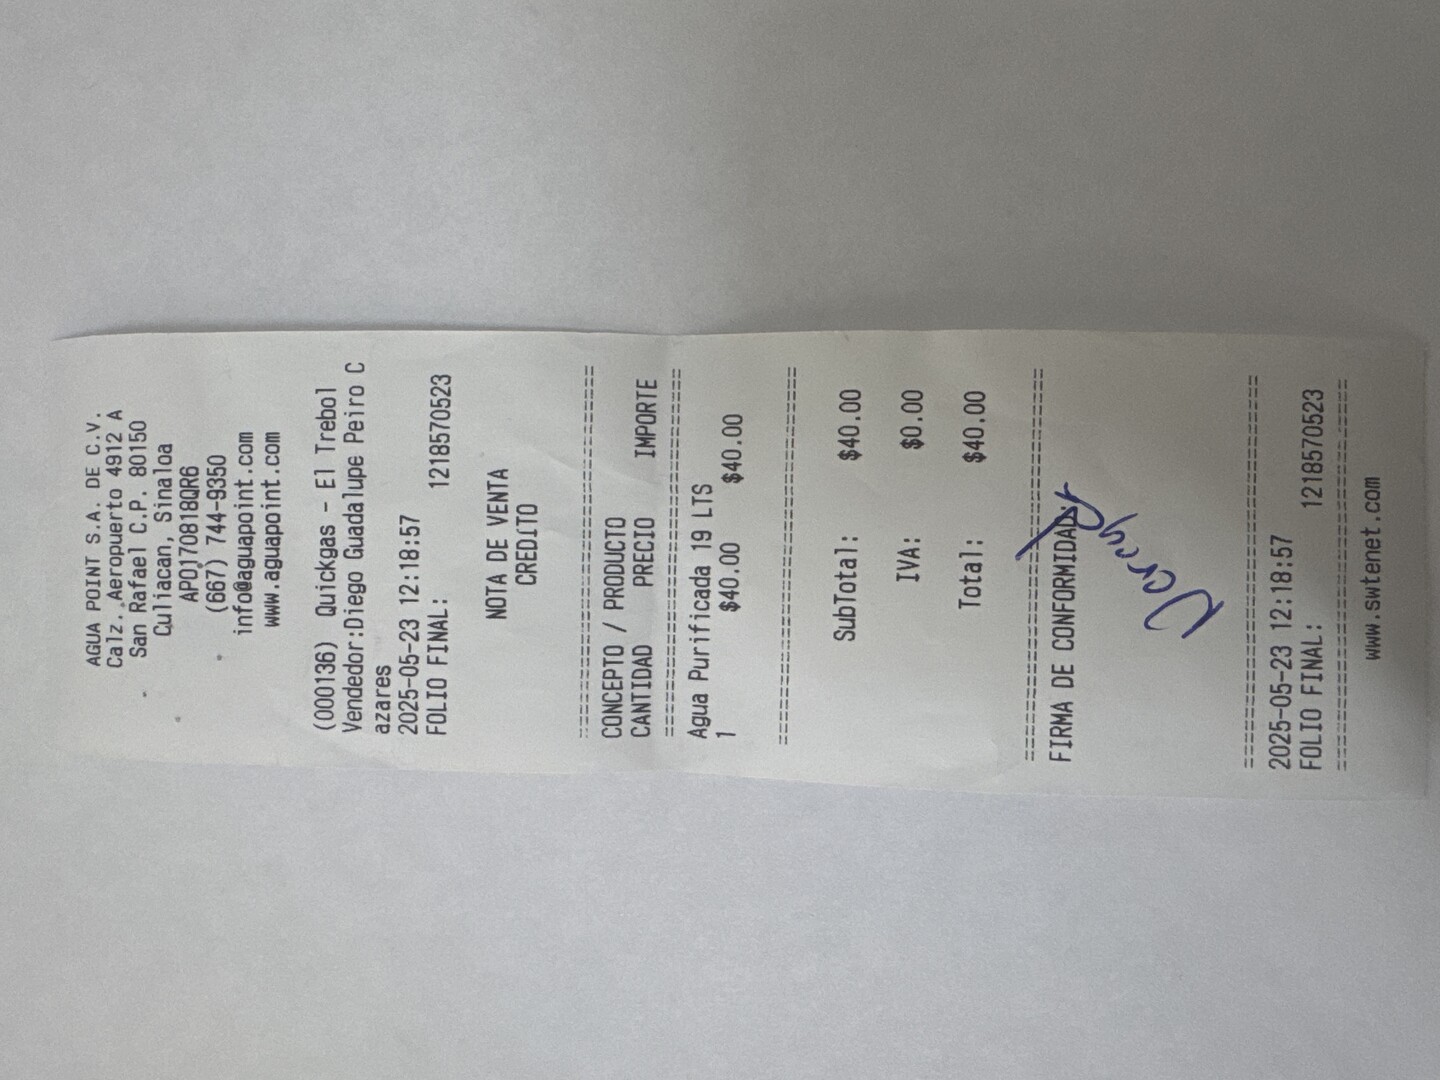 AGUA POINT S.A. DE C.V.
Calz. Aeropuerto 4912 A
San Rafael C.P. 80150
Culiacan, Sinaloa
APO170818QR6
(667) 744-9350
info@aguapoint.com
www.aguapoint.com
(000136) Quickgas - El Trebol
Vendedor:Diego Guadalupe Peiro C
azares
2025-05-23 12:18:57
FOLIO FINAL: 1218570523
NOTA DE VENTA
CREDITO
================================
CONCEPTO / PRODUCTO
CANTIDAD PRECIO IMPORTE
================================
Agua Purificada 19 LTS
1 $40.00 $40.00
================================
SubTotal: $40.00
IVA: $0.00
Total: $40.00
================================
FIRMA DE CONFORMIDAD:
================================
2025-05-23 12:18:57
FOLIO FINAL: 1218570523
================================
www.swtenet.com